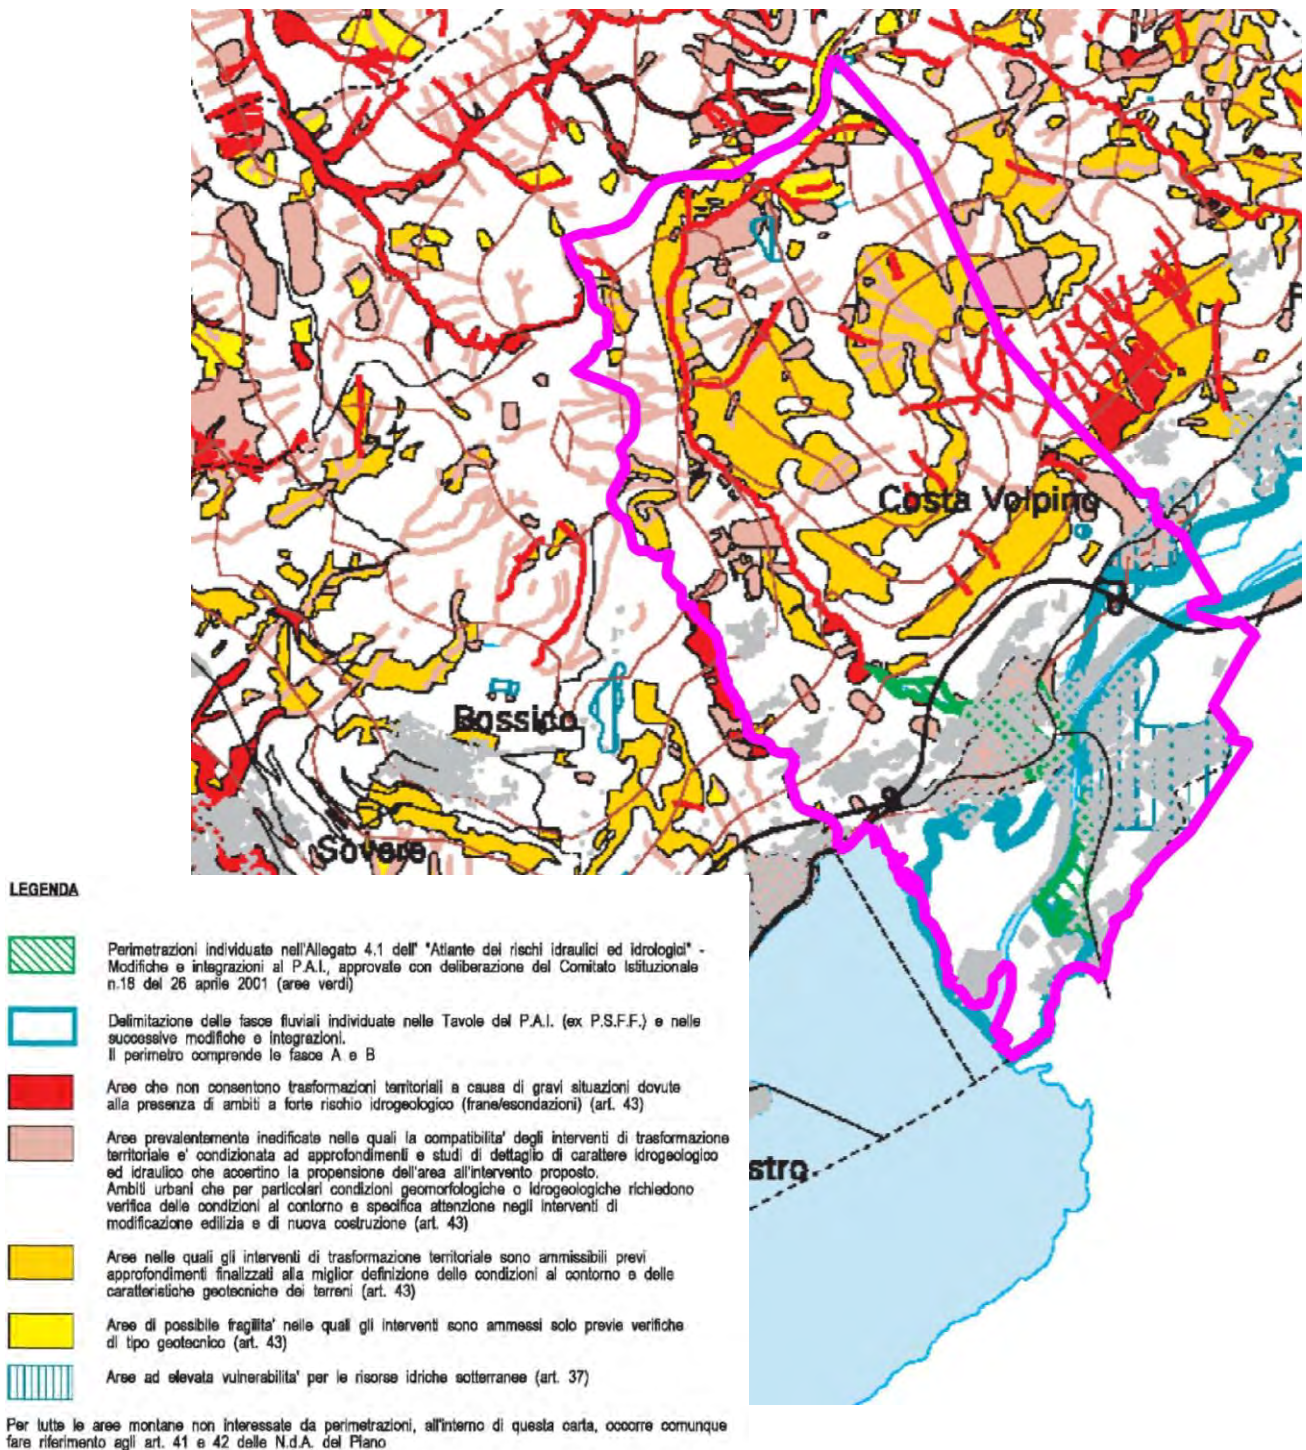 Costa Volpino
Bossico
Sovere
stro
LEGENDA
Perimetrazioni individuate nell'Allegato 4.1 dell' "Atlante dei rischi idraulici ed idrologici" -
Modifiche e integrazioni al P.A.I., approvate con deliberazione del Comitato Istituzionale
n.18 del 26 aprile 2001 (aree verdi)
Delimitazione delle fasce fluviali individuate nelle Tavole del P.A.I. (ex P.S.F.F.) e nelle
successive modifiche e integrazioni.
Il perimetro comprende le fasce A e B
Aree che non consentono trasformazioni territoriali a causa di gravi situazioni dovute
alla presenza di ambiti a forte rischio idrogeologico (frane/esondazioni) (art. 43)
Aree prevalentemente inedificate nelle quali la compatibilita' degli interventi di trasformazione
territoriale e' condizionata ad approfondimenti e studi di dettaglio di carattere idrogeologico
ed idraulico che accertino la propensione dell'area all'intervento proposto.
Ambiti urbani che per particolari condizioni geomorfologiche o idrogeologiche richiedono
verifica delle condizioni al contorno e specifica attenzione negli interventi di
modificazione edilizia e di nuova costruzione (art. 43)
Aree nelle quali gli interventi di trasformazione territoriale sono ammissibili previ
approfondimenti finalizzati alla miglior definizione delle condizioni al contorno e delle
caratteristiche geotecniche dei terreni (art. 43)
Aree di possibile fragilita' nelle quali gli interventi sono ammessi solo previe verifiche
di tipo geotecnico (art. 43)
Aree ad elevata vulnerabilita' per le risorse idriche sotterranee (art. 37)
Per tutte le aree montane non interessate da perimetrazioni, all'interno di questa carta, occorre comunque
fare riferimento agli art. 41 e 42 delle N.d.A. del Piano